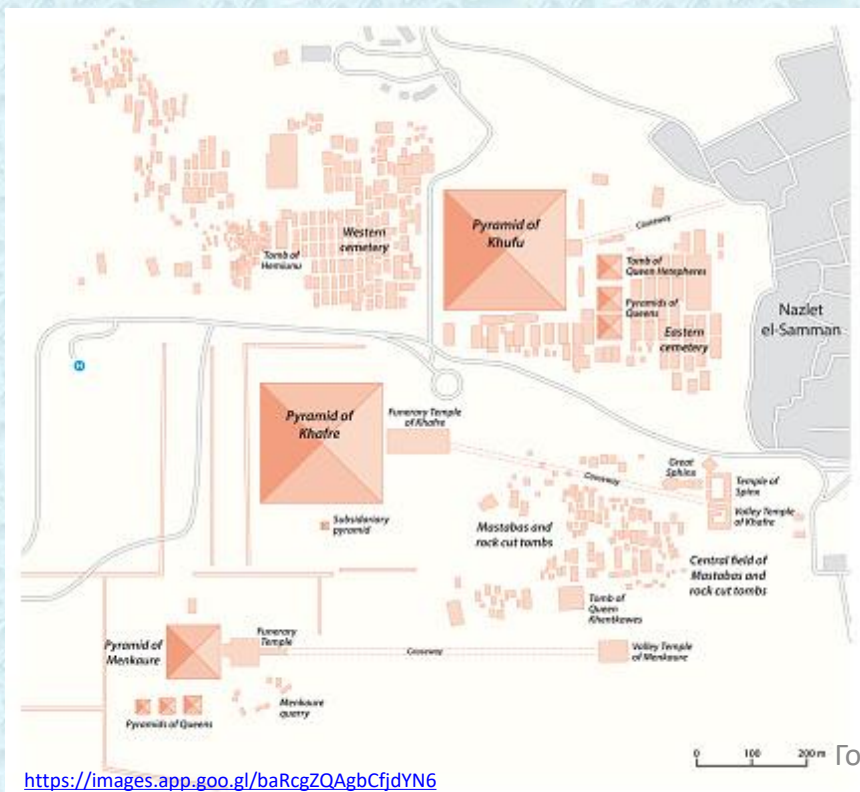 Western
cemetery
Tomb of
Hemiunu
Pyramid of
Khufu
Causeway
Tomb of
Queen Hetepheres
Pyramids of
Queens
Eastern
cemetery
Nazlet
el-Samman
H
Pyramid of
Khafre
Funerary Temple
of Khafre
Subsidiary
pyramid
Causeway
Great
Sphinx
Temple of
Spinx
Valley Temple
of Khafre
Mastabas and
rock cut tombs
Central field of
Mastabas and
rock cut tombs
Tomb of
Queen
Khentkawes
Pyramid of
Menkaure
Funerary
Temple
Causeway
Valley Temple
of Menkaure
Pyramids of Queens
Menkaure
quarry
0 100 200 m
Го
https://images.app.goo.gl/baRcgZQAgbCfjdYN6